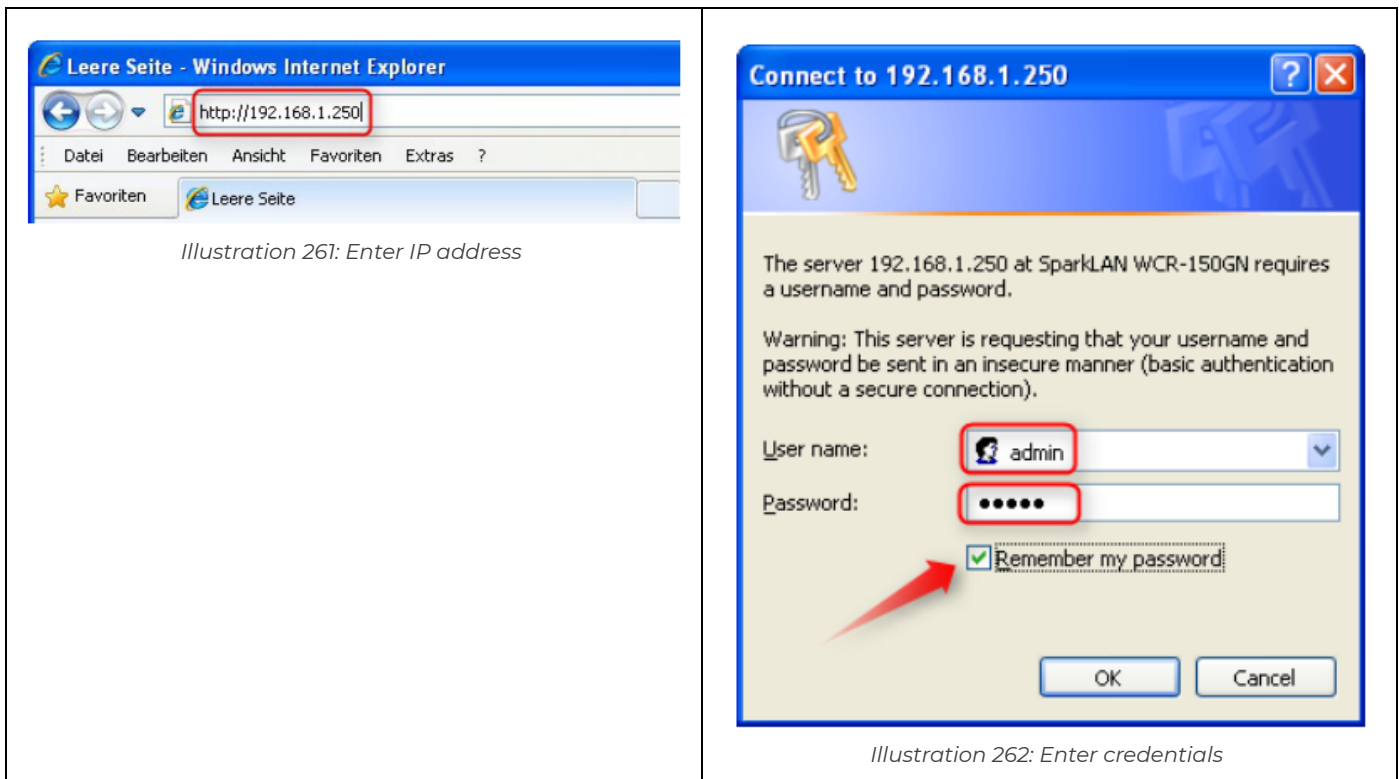 Leere Seite - Windows Internet Explorer
http://192.168.1.250
Datei Bearbeiten Ansicht Favoriten Extras ?
Favoriten Leere Seite
Illustration 261: Enter IP address
Connect to 192.168.1.250
The server 192.168.1.250 at SparkLAN WCR-150GN requires
a username and password.
Warning: This server is requesting that your username and
password be sent in an insecure manner (basic authentication
without a secure connection).
User name: admin
Password: •••••
Remember my password
OK Cancel
Illustration 262: Enter credentials